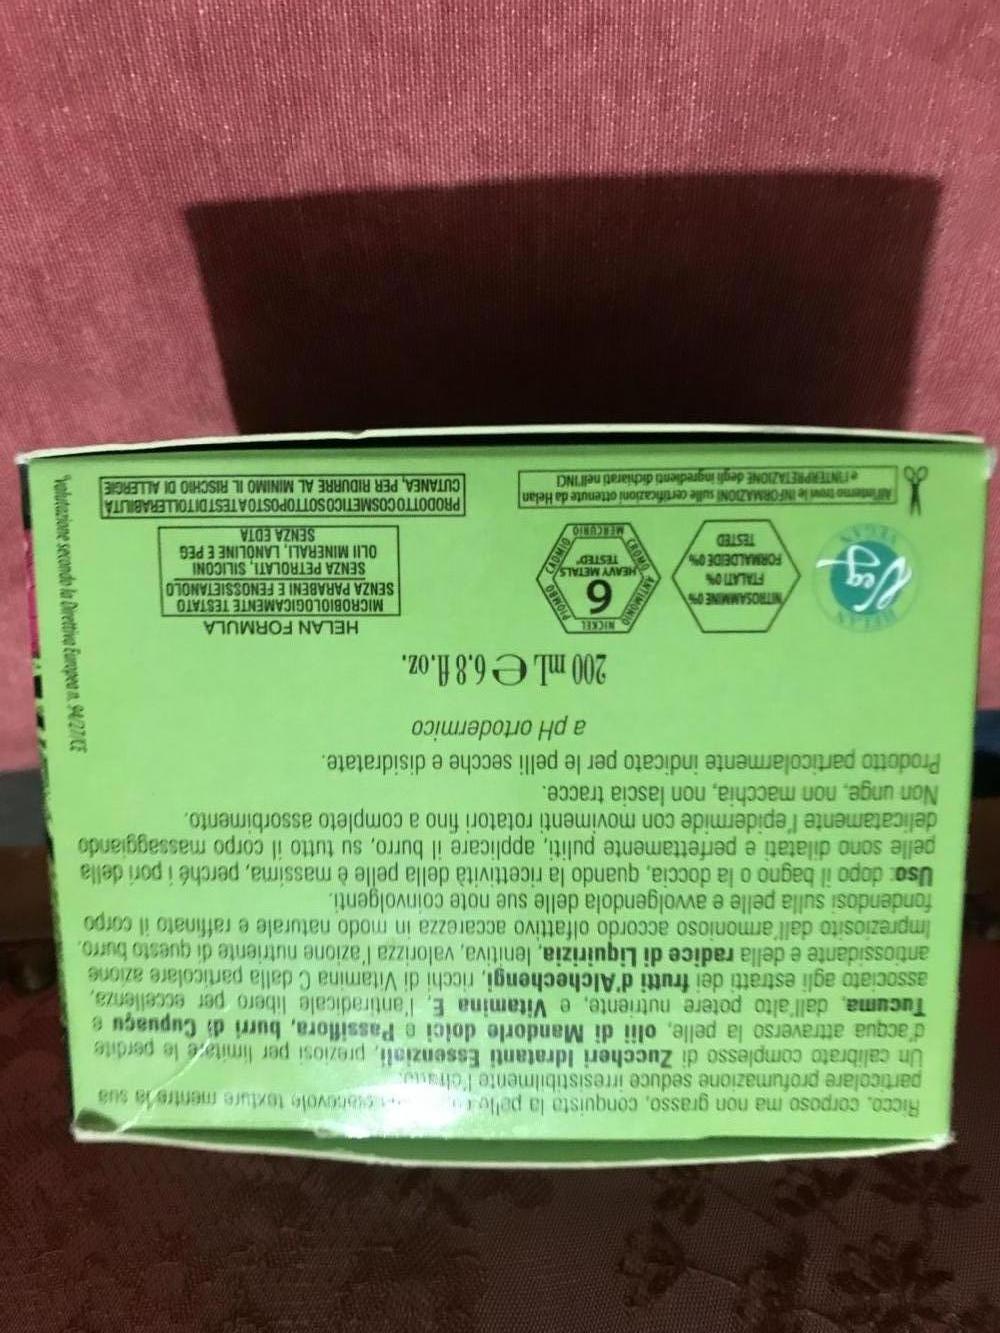 Ricco, corposo ma non grasso, conquista la pelle texture mentre la sua
particolare profumazione seduce irresistibilmente l'olfatto.
Un calibrato complesso di Zuccheri Idratanti Essenziali, preziosi per limitare le perdite
d'acqua attraverso la pelle, olii di Mandorle dolci e Passiflora, burri di Cupuaçu e
Tucuma, dall'alto potere nutriente, e Vitamina E, l'antiradicale libero per eccellenza,
associato agli estratti dei frutti d'Alchechengi, ricchi di Vitamina C dalla particolare azione
antiossidante e della radice di Liquirizia, lenitiva, valorizza l'azione nutriente di questo burro.
Impreziosito dall'armonioso accordo olfattivo accarezza in modo naturale e raffinato il corpo
fondendosi sulla pelle e avvolgendola delle sue note coinvolgenti.
Uso: dopo il bagno o la doccia, quando la ricettività della pelle è massima, perché i pori della
pelle sono dilatati e perfettamente puliti, applicare il burro, su tutto il corpo massaggiando
delicatamente l'epidermide con movimenti rotatori fino a completo assorbimento.
Non unge, non macchia, non lascia tracce.
Prodotto particolarmente indicato per le pelli secche e disidratate.
a pH ortodermico
200 mL ℮ 6.8 fl.oz.
HELAN
Veg
VEGAN
NITROSAMMINE 0%
FTALATI 0%
FORMALDEIDE 0%
TESTED
NICKEL
ANTIMONIO
CROMO
MERCURIO
CADMIO
PIOMBO
6
HEAVY METALS
TESTED*
HELAN FORMULA
MICROBIOLOGICAMENTE TESTATO
SENZA PARABENI E FENOSSIETANOLO
SENZA PETROLATI, SILICONI
OLII MINERALI, LANOLINE E PEG
SENZA EDTA
All'interno trovi le INFORMAZIONI sulle certificazioni ottenute da Helan
e l'INTERPRETAZIONE degli ingredienti dichiarati nell'INCI
PRODOTTO COSMETICO SOTTOPOSTO A TEST DI TOLLERABILITÀ
CUTANEA, PER RIDURRE AL MINIMO IL RISCHIO DI ALLERGIE
*valutazione secondo la Direttiva Europea n. 94/27/CE